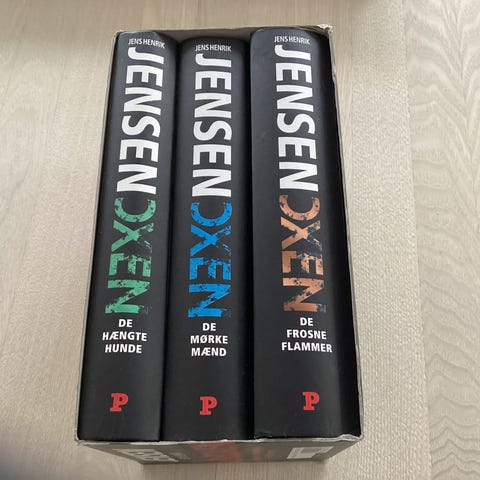 JENS HENRIK
JENSEN
OXEN
DE
HÆNGTE
HUNDE
P
JENS HENRIK
JENSEN
OXEN
DE
MØRKE
MÆND
P
JENS HENRIK
JENSEN
OXEN
DE
FROSNE
FLAMMER
P